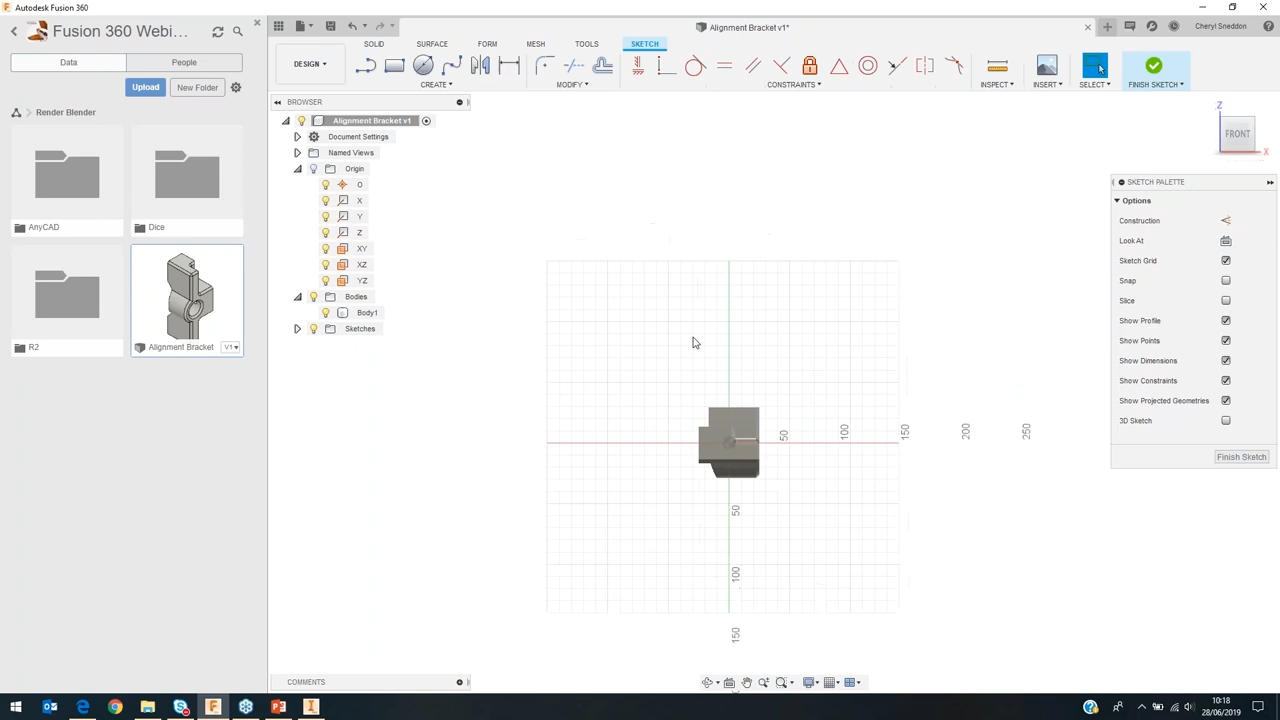 Autodesk Fusion 360
Fusion 360 Webi...
Data
People
Upload
New Folder
Render Blender
AnyCAD
Dice
R2
Alignment Bracket
V1
Alignment Bracket v1*
Cheryl Sneddon
DESIGN
SOLID
SURFACE
FORM
MESH
TOOLS
SKETCH
CREATE
MODIFY
CONSTRAINTS
INSPECT
INSERT
SELECT
FINISH SKETCH
BROWSER
Alignment Bracket v1
Document Settings
Named Views
Origin
O
X
Y
Z
XY
XZ
YZ
Bodies
Body1
Sketches
50
100
150
200
250
50
100
150
Z
FRONT
X
SKETCH PALETTE
Options
Construction
Look At
Sketch Grid
Snap
Slice
Show Profile
Show Points
Show Dimensions
Show Constraints
Show Projected Geometries
3D Sketch
Finish Sketch
COMMENTS
10:18
28/06/2019